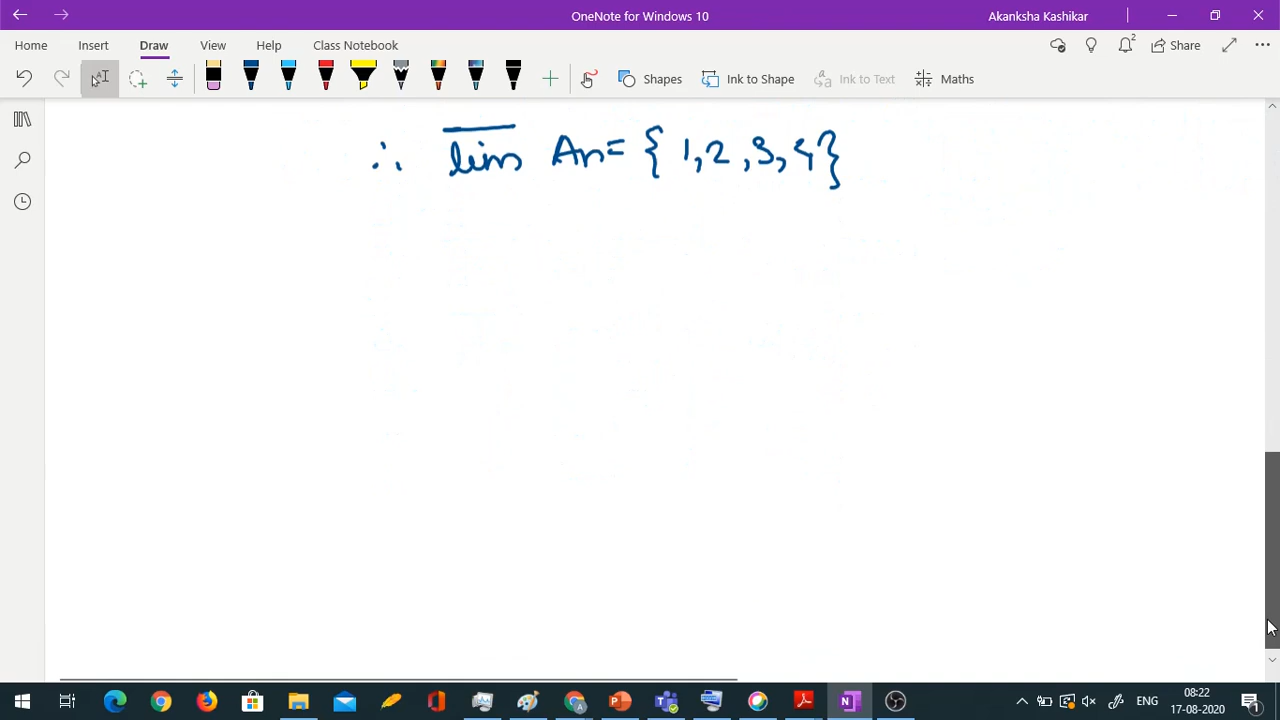 OneNote for Windows 10
Akanksha Kashikar
Home Insert Draw View Help Class Notebook Share
Shapes Ink to Shape Ink to Text Maths
∴ l̅i̅m̅ An = { 1, 2, 3, 4}
ENG 08:22
17-08-2020